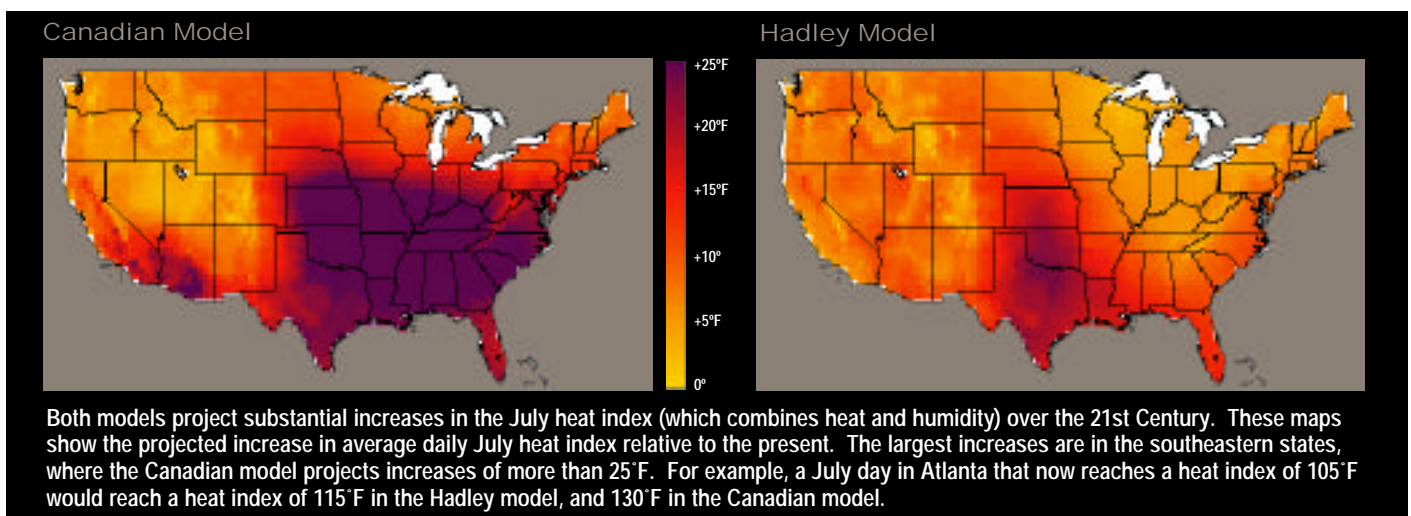 Canadian Model
Hadley Model
+25°F
+20°F
+15°F
+10°
+5°F
0°
Both models project substantial increases in the July heat index (which combines heat and humidity) over the 21st Century. These maps
show the projected increase in average daily July heat index relative to the present. The largest increases are in the southeastern states,
where the Canadian model projects increases of more than 25˚F. For example, a July day in Atlanta that now reaches a heat index of 105˚F
would reach a heat index of 115˚F in the Hadley model, and 130˚F in the Canadian model.